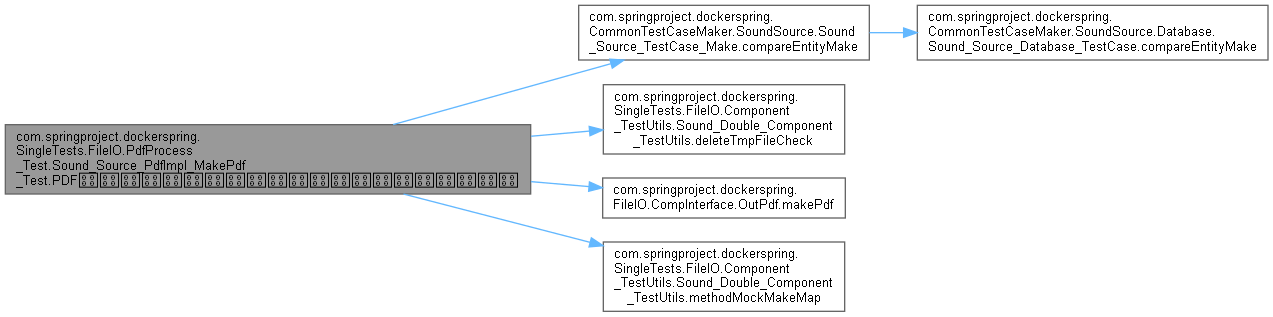 com.springproject.dockerspring.
SingleTests.FileIO.PdfProcess
_Test.Sound_Source_PdfImpl_MakePdf
_Test.PDF
com.springproject.dockerspring.
CommonTestCaseMaker.SoundSource.Sound
_Source_TestCase_Make.compareEntityMake
com.springproject.dockerspring.
CommonTestCaseMaker.SoundSource.Database.
Sound_Source_Database_TestCase.compareEntityMake
com.springproject.dockerspring.
SingleTests.FileIO.Component
_TestUtils.Sound_Double_Component
_TestUtils.deleteTmpFileCheck
com.springproject.dockerspring.
FileIO.CompInterface.OutPdf.makePdf
com.springproject.dockerspring.
SingleTests.FileIO.Component
_TestUtils.Sound_Double_Component
_TestUtils.methodMockMakeMap